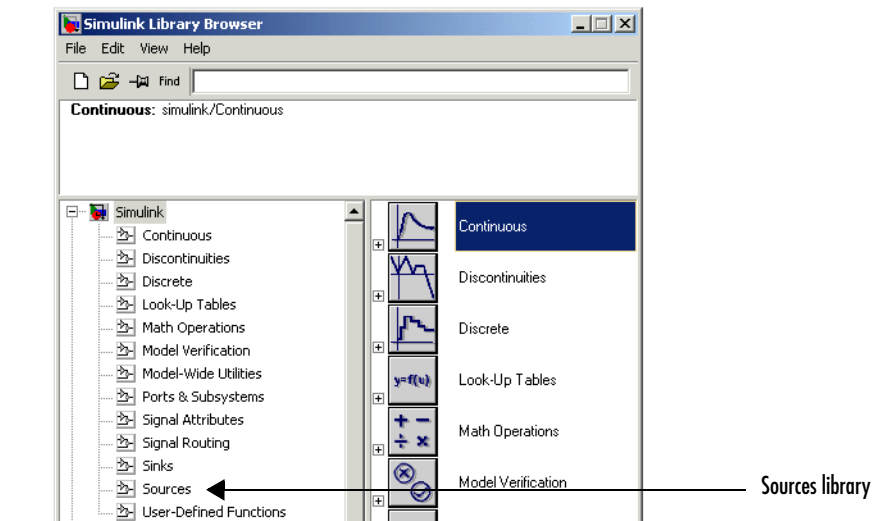 Simulink Library Browser
File Edit View Help
Find
Continuous: simulink/Continuous
Simulink
Continuous
Discontinuities
Discrete
Look-Up Tables
Math Operations
Model Verification
Model-Wide Utilities
Ports & Subsystems
Signal Attributes
Signal Routing
Sinks
Sources
User-Defined Functions
Continuous
Discontinuities
Discrete
y=f(u)
Look-Up Tables
Math Operations
Model Verification
Sources library